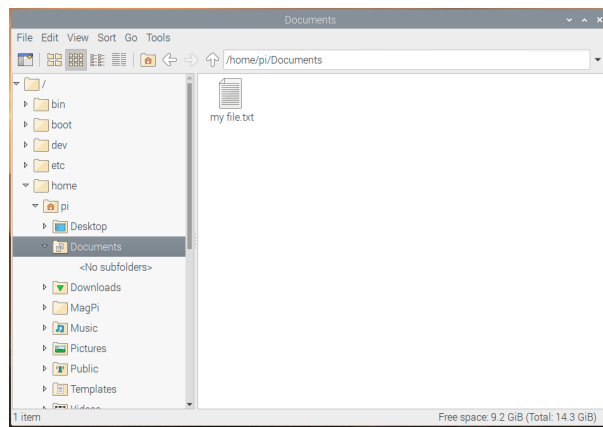 Documents
File Edit View Sort Go Tools
/home/pi/Documents
/
bin
boot
dev
etc
home
pi
Desktop
Documents
<No subfolders>
Downloads
MagPi
Music
Pictures
Public
Templates
Videos
my file.txt
1 item
Free space: 9.2 GiB (Total: 14.3 GiB)